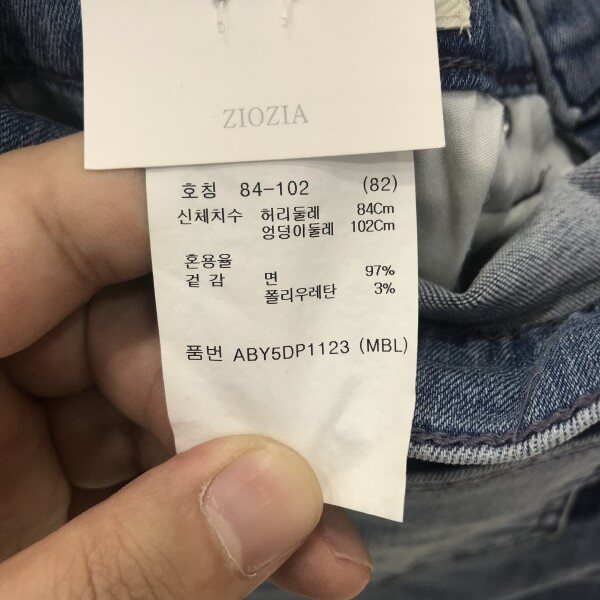 ZIOZIA
호칭 84-102 (82)
신체치수 허리둘레 84Cm
엉덩이둘레 102Cm
혼용율
겉 감 면 97%
폴리우레탄 3%
품번 ABY5DP1123 (MBL)